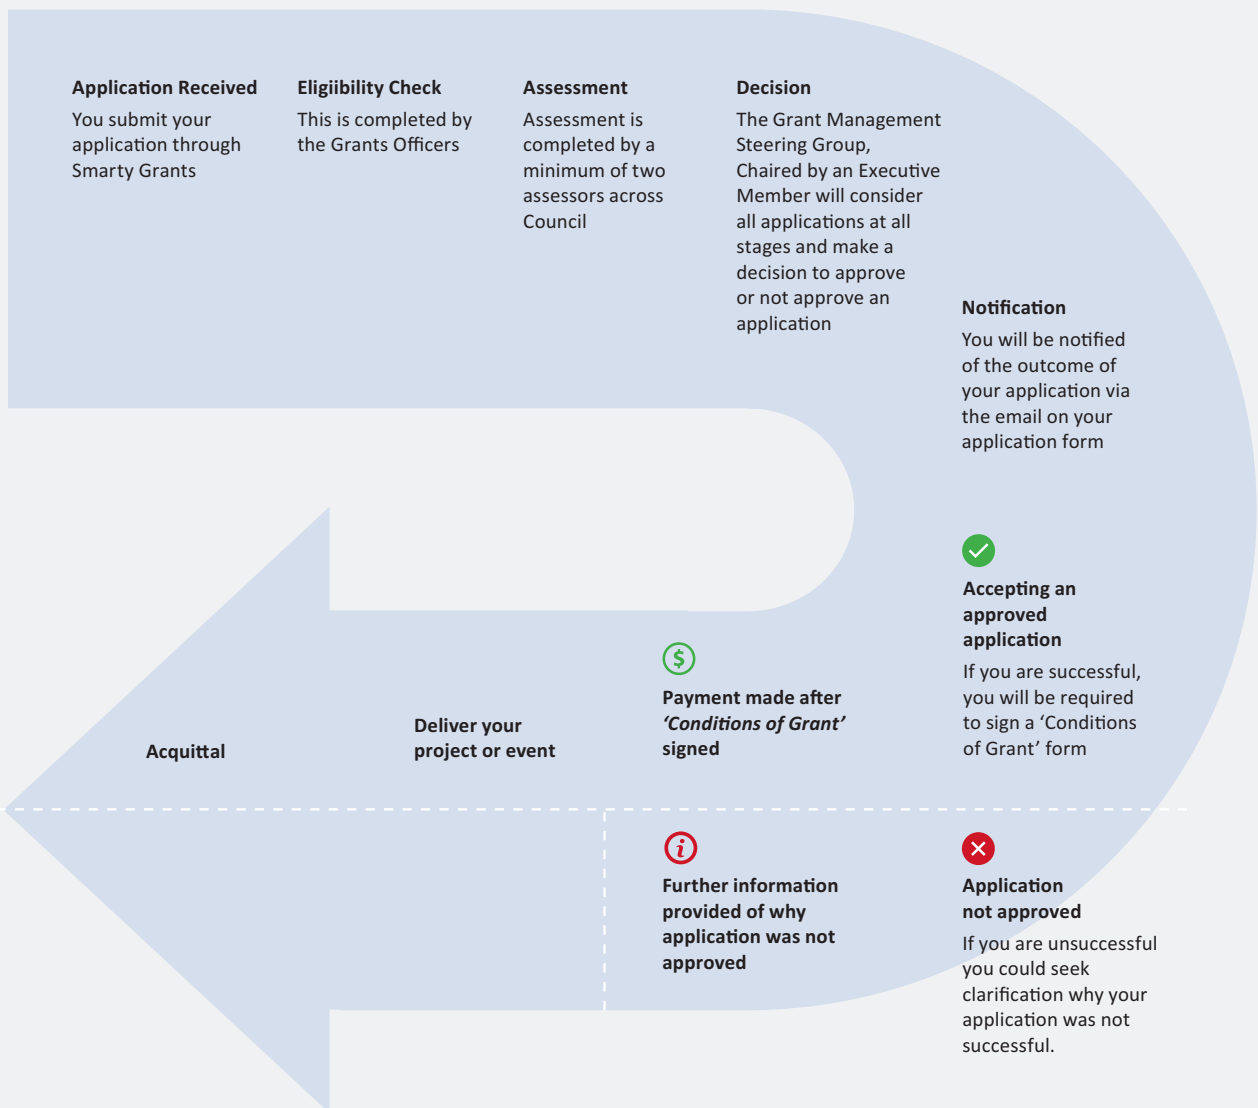 Application Received
You submit your
application through
Smarty Grants
Eligiibility Check
This is completed by
the Grants Officers
Assessment
Assessment is
completed by a
minimum of two
assessors across
Council
Decision
The Grant Management
Steering Group,
Chaired by an Executive
Member will consider
all applications at all
stages and make a
decision to approve
or not approve an
application
Notification
You will be notified
of the outcome of
your application via
the email on your
application form
Accepting an
approved
application
If you are successful,
you will be required
to sign a ‘Conditions
of Grant’ form
$
Payment made after
‘Conditions of Grant’
signed
Deliver your
project or event
Acquittal
Application
not approved
If you are unsuccessful
you could seek
clarification why your
application was not
successful.
i
Further information
provided of why
application was not
approved